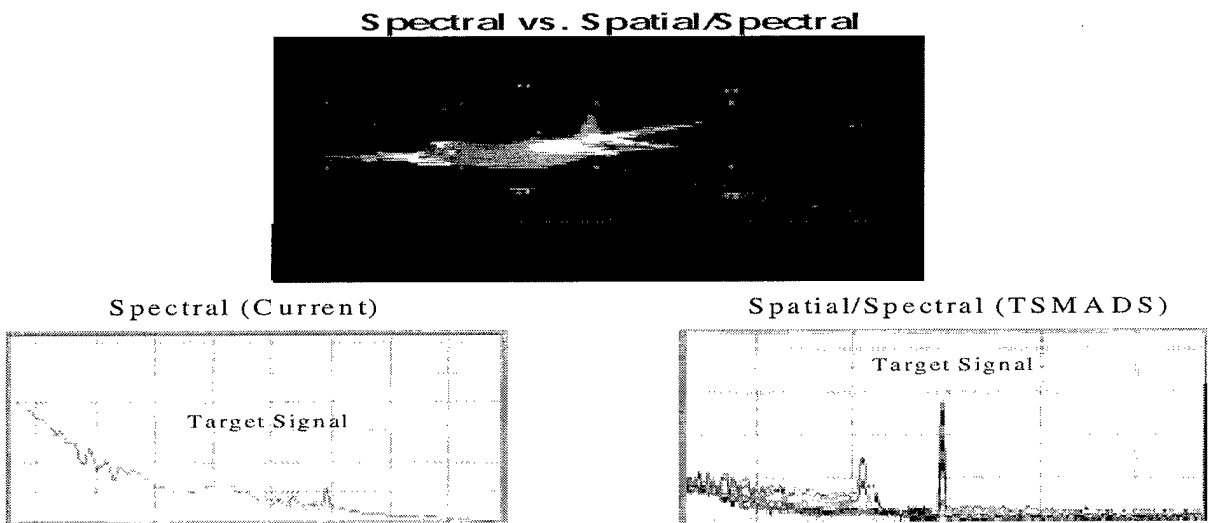 Spectral vs. Spatial/Spectral
Spectral (Current)
Spatial/Spectral (TSMADS)
Target Signal
Target Signal